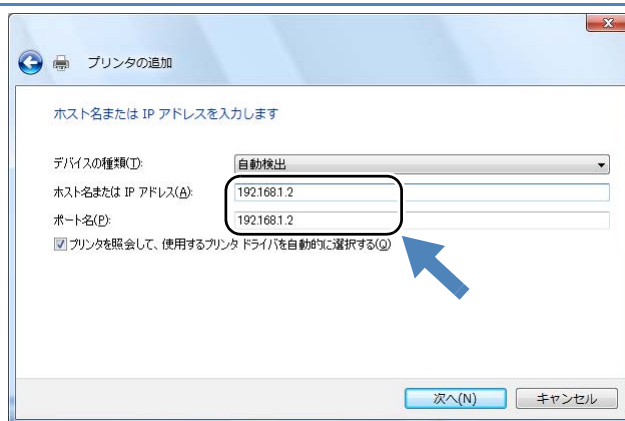 プリンタの追加
ホスト名または IP アドレスを入力します
デバイスの種類(T): 自動検出
ホスト名または IP アドレス(A): 192.168.1.2
ポート名(P): 192.168.1.2
プリンタを照会して、使用するプリンタ ドライバを自動的に選択する(Q)
次へ(N) キャンセル